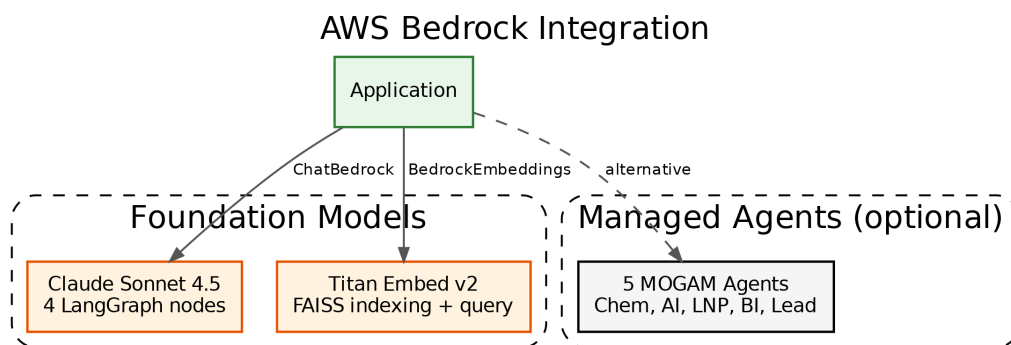 AWS Bedrock Integration
Application
ChatBedrock
BedrockEmbeddings
alternative
Foundation Models
Managed Agents (optional)
Claude Sonnet 4.5
4 LangGraph nodes
Titan Embed v2
FAISS indexing + query
5 MOGAM Agents
Chem, AI, LNP, BI, Lead